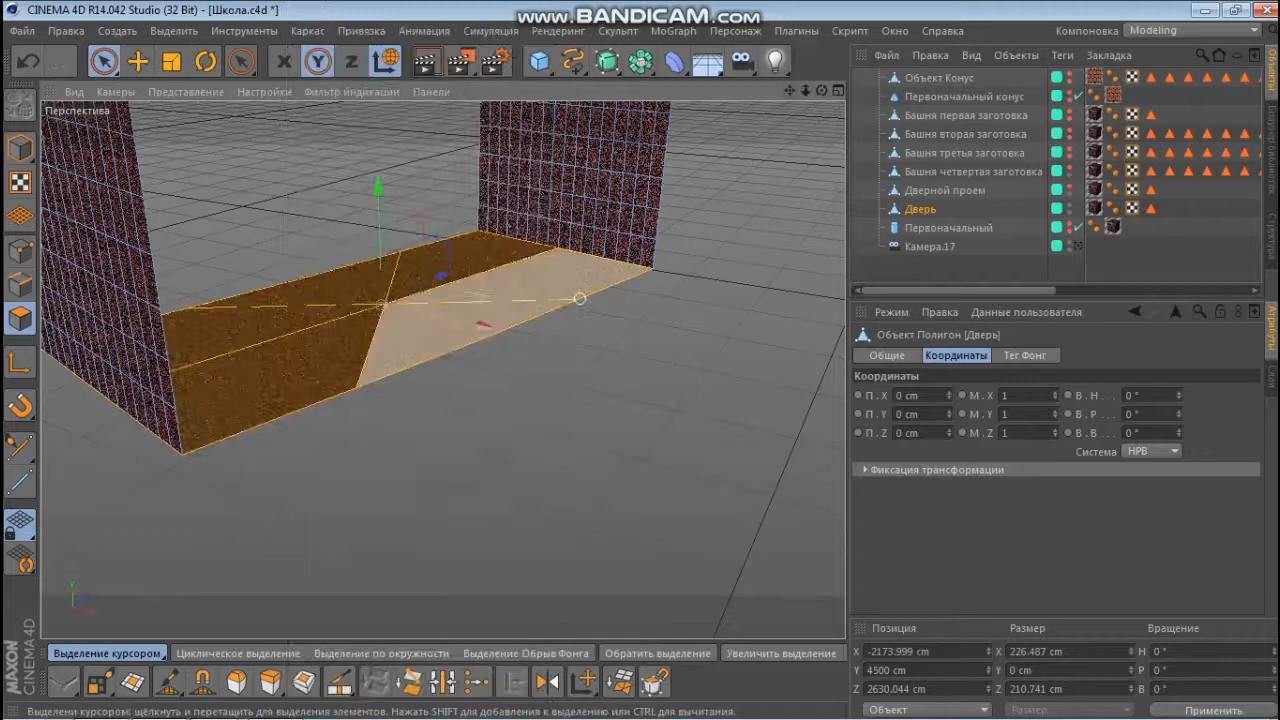 CINEMA 4D R14.042 Studio (32 Bit) - [Школа.c4d *]
www.BANDICAM.com
Файл Правка Создать Выделить Инструменты Каркас Привязка Анимация Симуляция Рендеринг Скульпт MoGraph Персонаж Плагины Скрипт Окно Справка
Компоновка Modeling
Файл Правка Вид Объекты Теги Закладка
Вид Камеры Представление Настройки Фильтр индикации Панели
Перспектива
Объект Конус
Первоначальный конус
Башня первая заготовка
Башня вторая заготовка
Башня третья заготовка
Башня четвертая заготовка
Дверной проем
Дверь
Первоначальный
Камера.17
Объекты
Структура
Режим Правка Данные пользователя
Атрибуты
Слои
Объект Полигон [Дверь]
Общие Координаты Тег Фонг
Координаты
П . X 0 cm М . X 1 В . Н . . . 0 °
П . Y 0 cm М . Y 1 В . Р . . . 0 °
П . Z 0 cm М . Z 1 В . В . . . 0 °
Система HPB
Фиксация трансформации
Позиция Размер Вращение
X -2173.999 cm X 226.487 cm H 0 °
Y 4500 cm Y 0 cm P 0 °
Z 2630.044 cm Z 210.741 cm B 0 °
Объект Размер Применить
Y
Выделение курсором Циклическое выделение Выделение по окружности Выделение Обрыв Фонга Обратить выделение Увеличить выделение
MAXON CINEMA 4D
Выделени курсором: щёлкнуть и перетащить для выделения элементов. Нажать SHIFT для добавления к выделению или CTRL для вычитания.